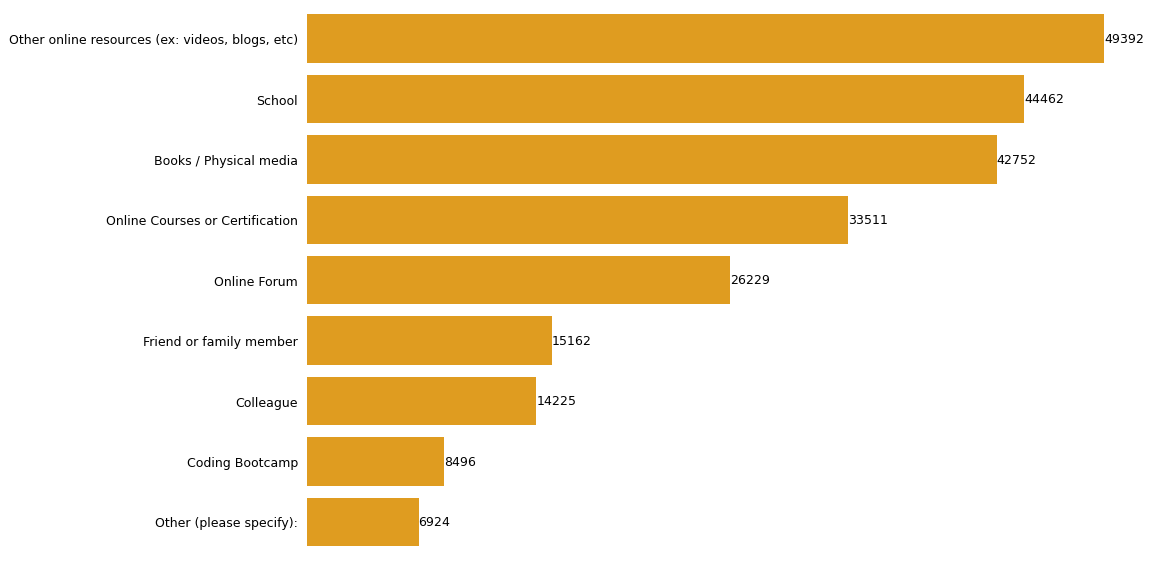 Other online resources (ex: videos, blogs, etc) 49392
School 44462
Books / Physical media 42752
Online Courses or Certification 33511
Online Forum 26229
Friend or family member 15162
Colleague 14225
Coding Bootcamp 8496
Other (please specify): 6924